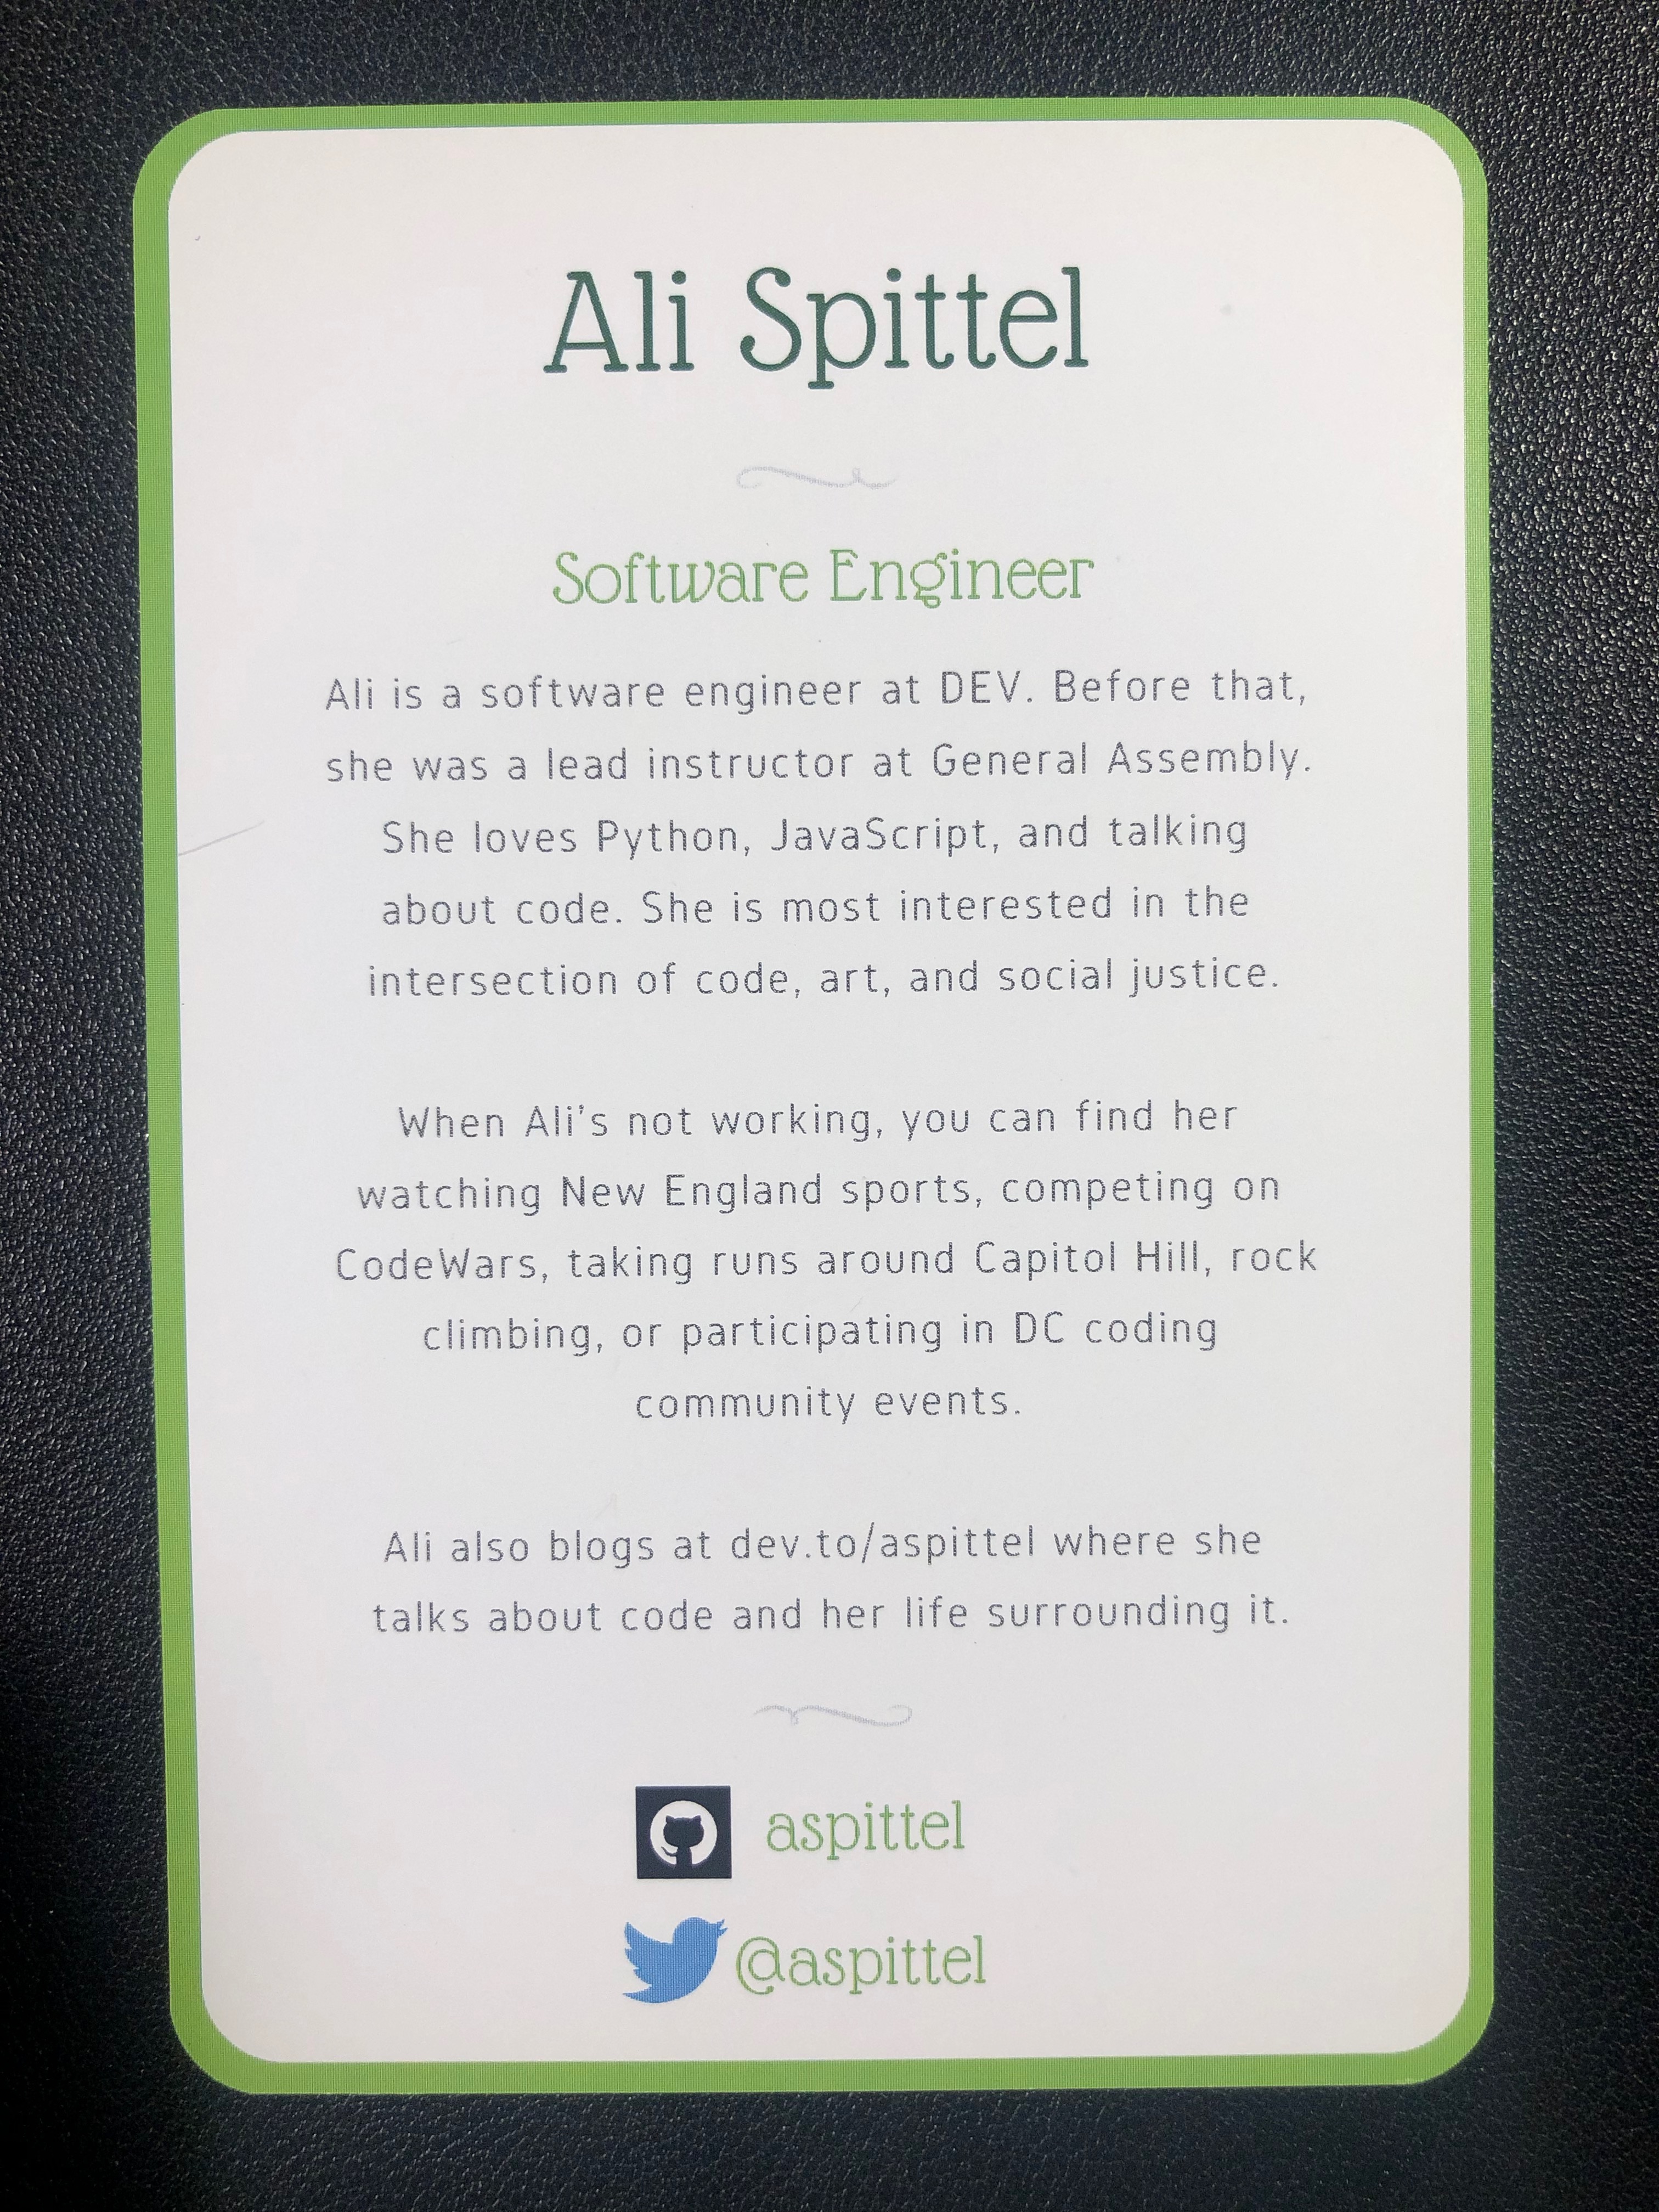 Ali Spittel
Software Engineer
Ali is a software engineer at DEV. Before that,
she was a lead instructor at General Assembly.
She loves Python, JavaScript, and talking
about code. She is most interested in the
intersection of code, art, and social justice.
When Ali's not working, you can find her
watching New England sports, competing on
CodeWars, taking runs around Capitol Hill, rock
climbing, or participating in DC coding
community events.
Ali also blogs at dev.to/aspittel where she
talks about code and her life surrounding it.
aspittel
@aspittel